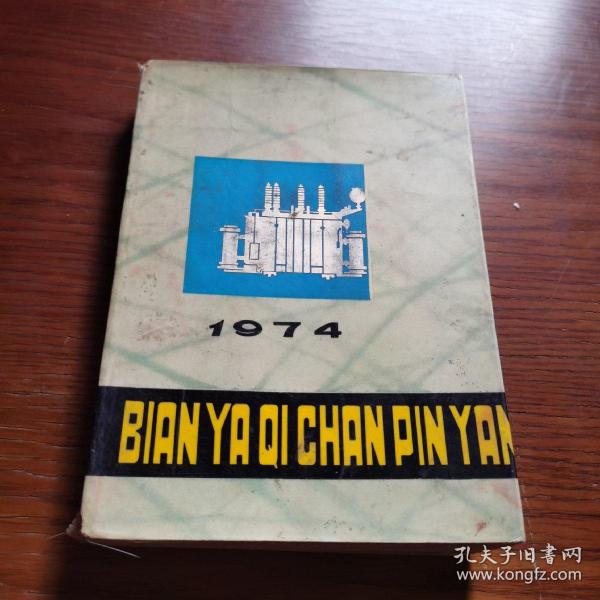 1974
BIAN YA QI CHAN PIN YAN
孔夫子旧书网
www.kongfz.com